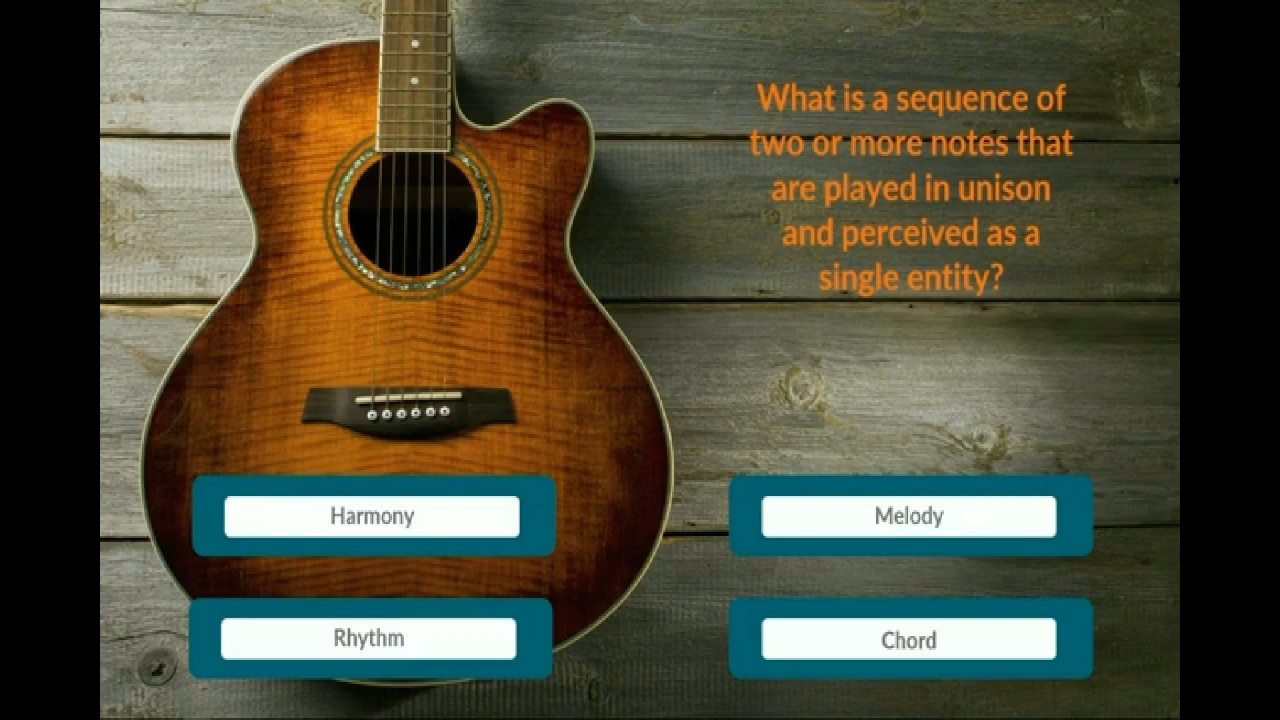 What is a sequence of
two or more notes that
are played in unison
and perceived as a
single entity?
Harmony
Melody
Rhythm
Chord